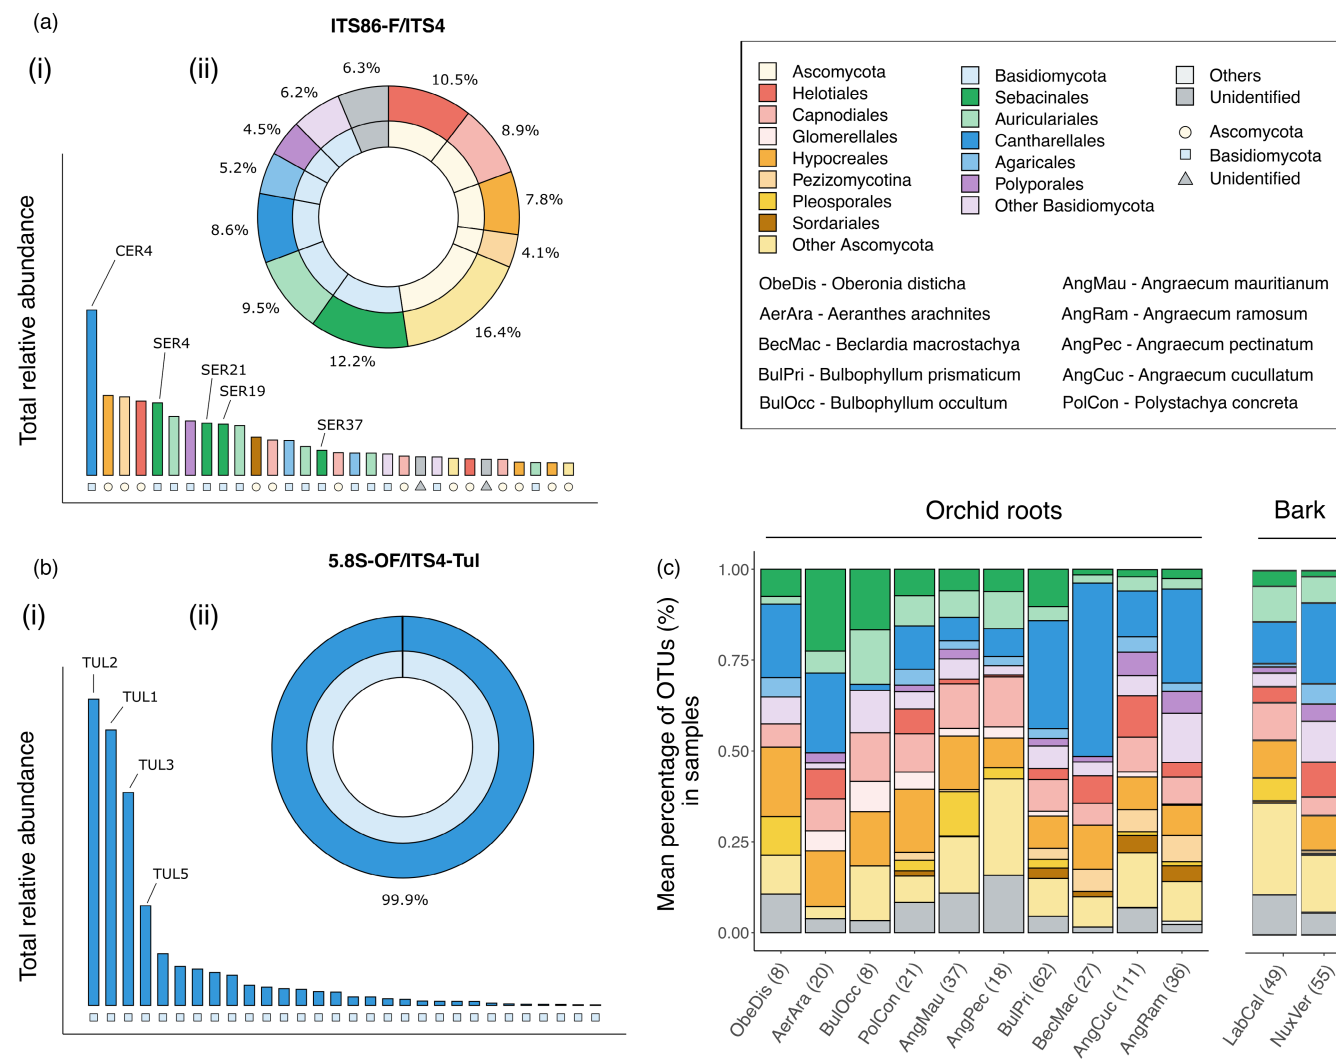 (a)
ITS86-F/ITS4
(i)
(ii)
6.3%
10.5%
6.2%
8.9%
4.5%
5.2%
7.8%
8.6%
4.1%
9.5%
16.4%
12.2%
Total relative abundance
CER4
SER4
SER21
SER19
SER37
Ascomycota
Helotiales
Capnodiales
Glomerellales
Hypocreales
Pezizomycotina
Pleosporales
Sordariales
Other Ascomycota
Basidiomycota
Sebacinales
Auriculariales
Cantharellales
Agaricales
Polyporales
Other Basidiomycota
Others
Unidentified
Ascomycota
Basidiomycota
Unidentified
ObeDis - Oberonia disticha
AerAra - Aeranthes arachnites
BecMac - Beclardia macrostachya
BulPri - Bulbophyllum prismaticum
BulOcc - Bulbophyllum occultum
AngMau - Angraecum mauritianum
AngRam - Angraecum ramosum
AngPec - Angraecum pectinatum
AngCuc - Angraecum cucullatum
PolCon - Polystachya concreta
(b)
5.8S-OF/ITS4-Tul
(i)
(ii)
TUL2
TUL1
TUL3
TUL5
99.9%
Total relative abundance
(c)
Orchid roots
Bark
Mean percentage of OTUs (%)
in samples
1.00
0.75
0.50
0.25
0.00
ObeDis (8)
AerAra (20)
BulOcc (8)
PolCon (21)
AngMau (37)
AngPec (18)
BulPri (62)
BecMac (27)
AngCuc (111)
AngRam (36)
LabCal (49)
NuxVer (55)